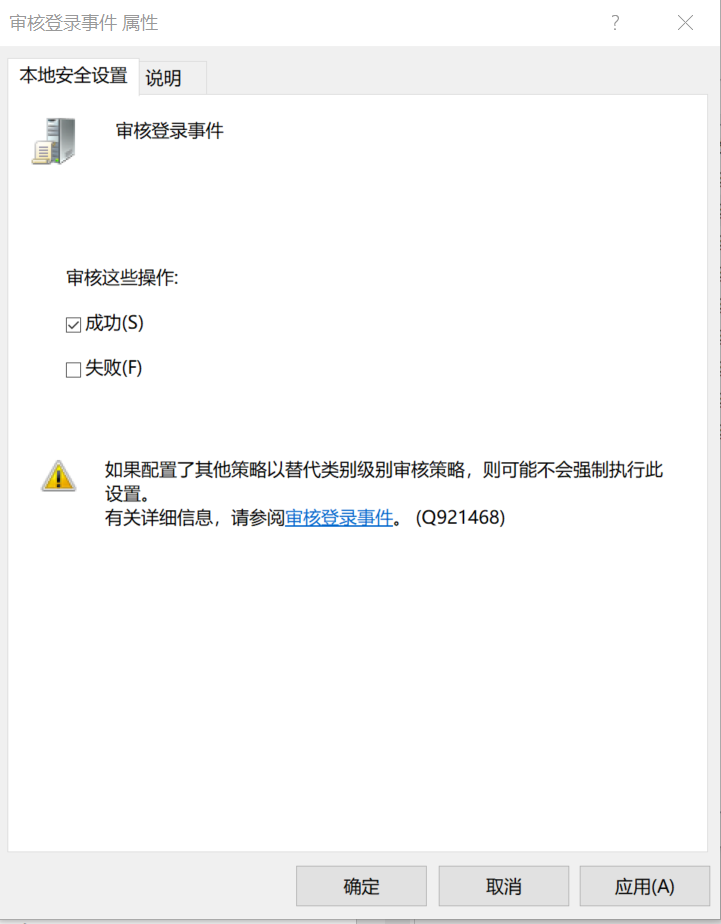 审核登录事件 属性
?
本地安全设置
说明
审核登录事件
审核这些操作:
成功(S)
失败(F)
如果配置了其他策略以替代类别级别审核策略，则可能不会强制执行此
设置。
有关详细信息，请参阅审核登录事件。 (Q921468)
确定
取消
应用(A)